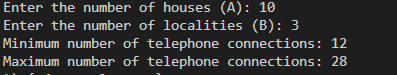 Enter the number of houses (A): 10
Enter the number of localities (B): 3
Minimum number of telephone connections: 12
Maximum number of telephone connections: 28